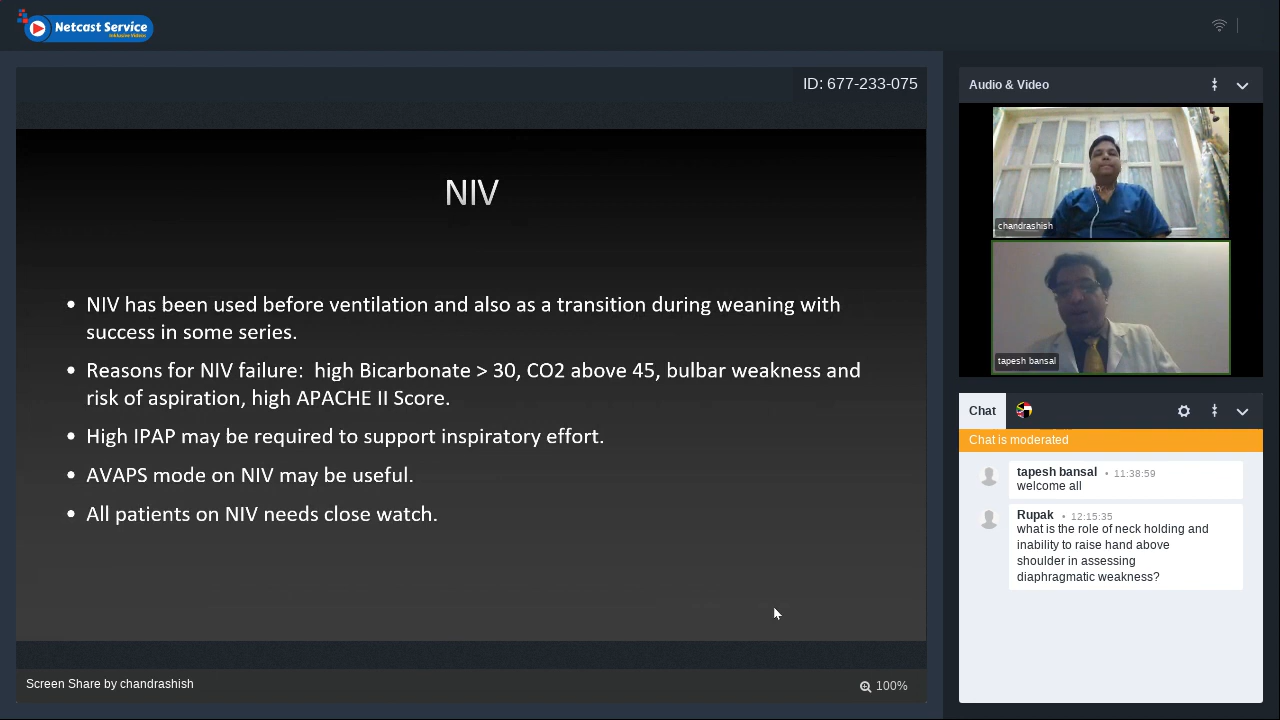 Netcast Service
Inklusive Videos
ID: 677-233-075
NIV
• NIV has been used before ventilation and also as a transition during weaning with
success in some series.
• Reasons for NIV failure:  high Bicarbonate > 30, CO2 above 45, bulbar weakness and
risk of aspiration, high APACHE II Score.
• High IPAP may be required to support inspiratory effort.
• AVAPS mode on NIV may be useful.
• All patients on NIV needs close watch.
Screen Share by chandrashish
100%
Audio & Video
chandrashish
tapesh bansal
Chat
Chat is moderated
tapesh bansal • 11:38:59
welcome all
Rupak • 12:15:35
what is the role of neck holding and
inability to raise hand above
shoulder in assessing
diaphragmatic weakness?